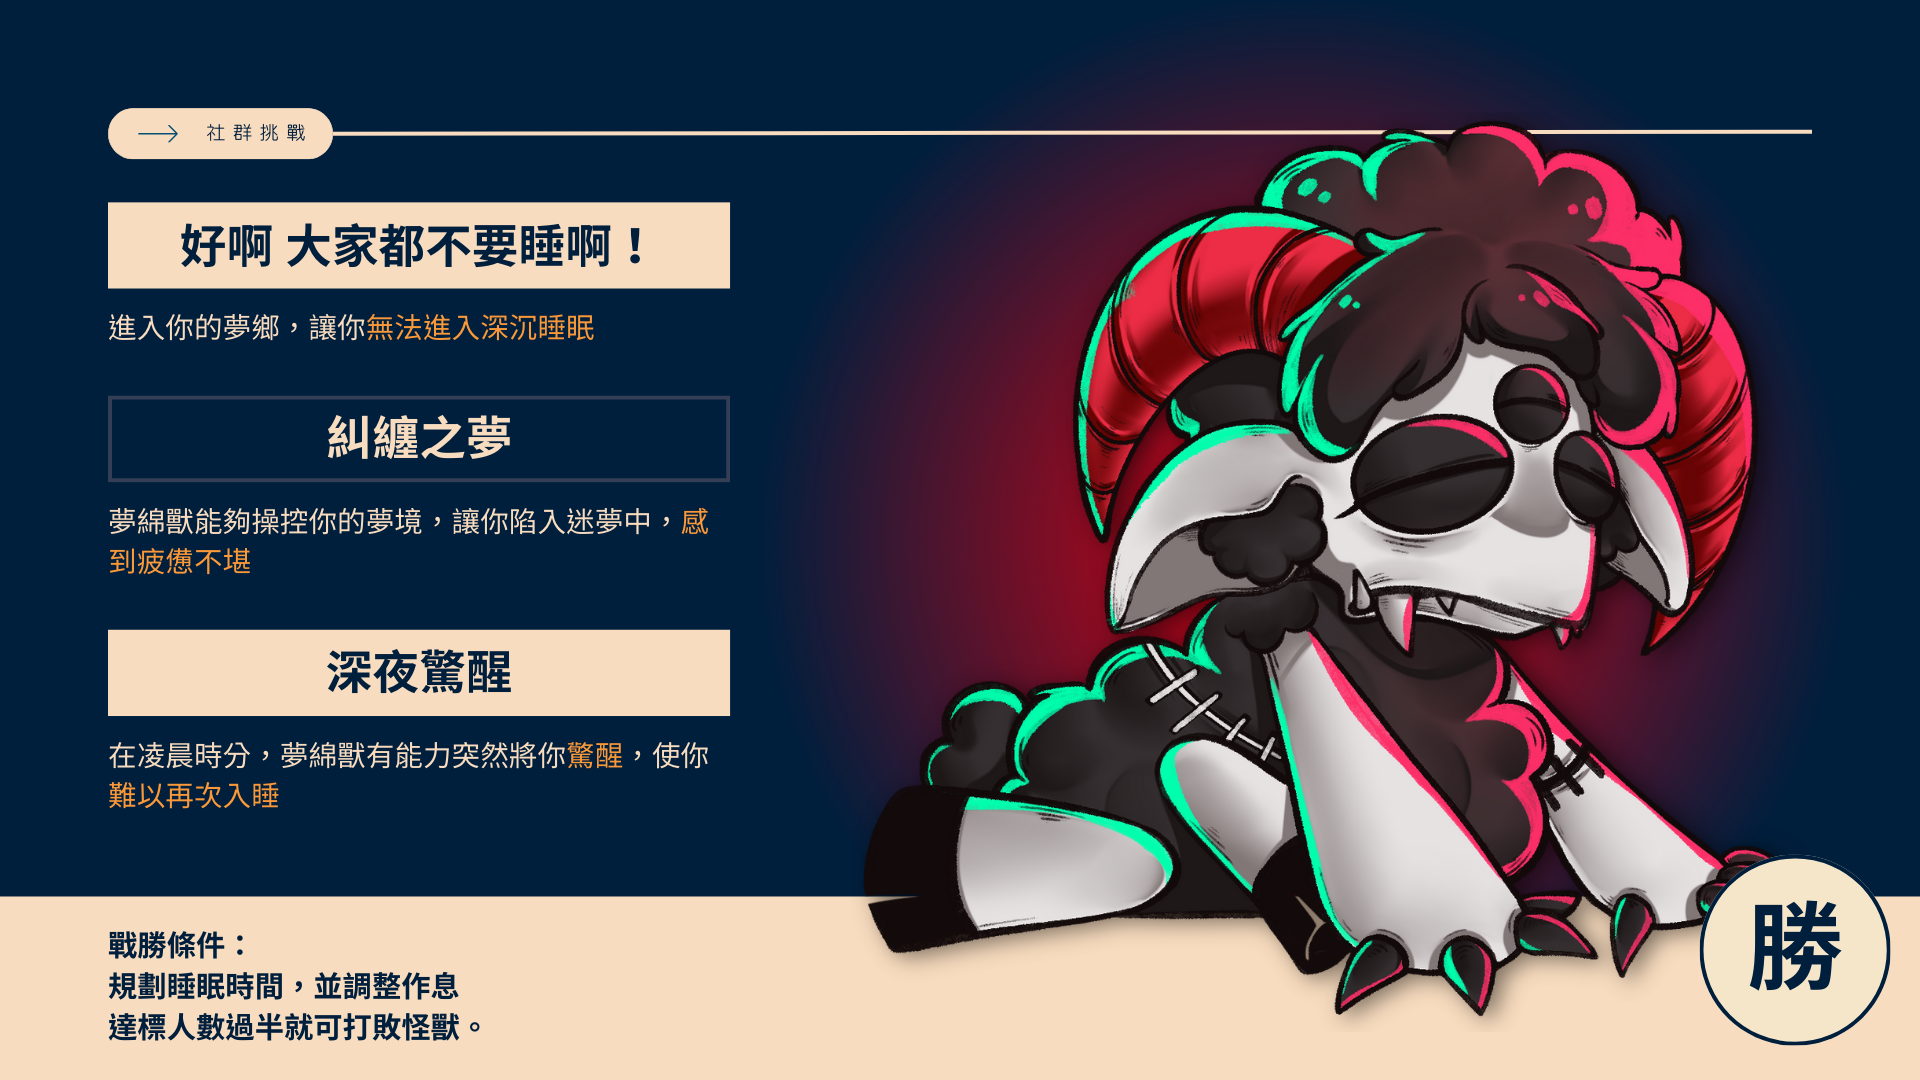 社群挑戰
好啊 大家都不要睡啊！
進入你的夢鄉，讓你無法進入深沉睡眠
糾纏之夢
夢綿獸能夠操控你的夢境，讓你陷入迷夢中，感
到疲憊不堪
深夜驚醒
在凌晨時分，夢綿獸有能力突然將你驚醒，使你
難以再次入睡
戰勝條件：
規劃睡眠時間，並調整作息
達標人數過半就可打敗怪獸。
勝